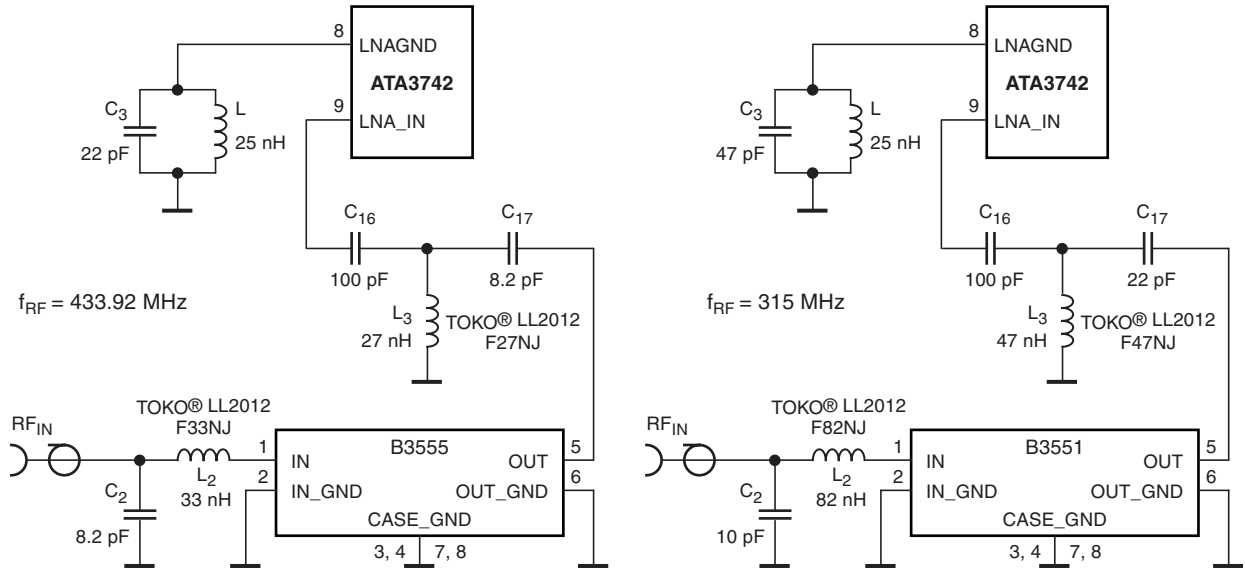 8
LNAGND
ATA3742
C3
L
9
LNA_IN
22 pF
25 nH
C16
C17
100 pF
8.2 pF
fRF = 433.92 MHz
L3
TOKO® LL2012
27 nH
F27NJ
TOKO® LL2012
F33NJ
RFIN
B3555
1
IN
OUT
5
2
L2
IN_GND
OUT_GND
6
C2
33 nH
CASE_GND
8.2 pF
3, 4
7, 8
8
LNAGND
ATA3742
C3
L
9
LNA_IN
47 pF
25 nH
C16
C17
100 pF
22 pF
fRF = 315 MHz
L3
TOKO® LL2012
47 nH
F47NJ
TOKO® LL2012
F82NJ
RFIN
B3551
1
IN
OUT
5
2
L2
IN_GND
OUT_GND
6
C2
82 nH
CASE_GND
10 pF
3, 4
7, 8